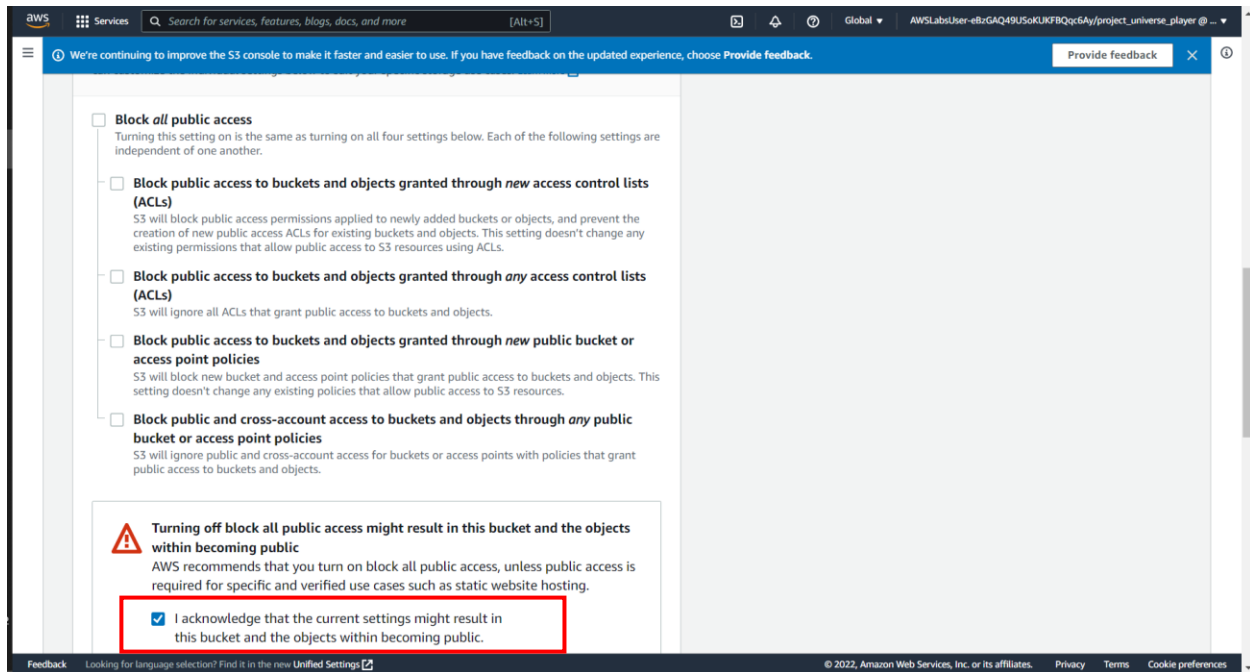 aws
Services
Search for services, features, blogs, docs, and more
[Alt+S]
Global
AWSLabsUser-eBzGAQ49USoKUKFBQqc6Ay/project_universe_player @ ...
We're continuing to improve the S3 console to make it faster and easier to use. If you have feedback on the updated experience, choose Provide feedback.
Provide feedback
Block all public access
Turning this setting on is the same as turning on all four settings below. Each of the following settings are
independent of one another.
Block public access to buckets and objects granted through new access control lists
(ACLs)
S3 will block public access permissions applied to newly added buckets or objects, and prevent the
creation of new public access ACLs for existing buckets and objects. This setting doesn't change any
existing permissions that allow public access to S3 resources using ACLs.
Block public access to buckets and objects granted through any access control lists
(ACLs)
S3 will ignore all ACLs that grant public access to buckets and objects.
Block public access to buckets and objects granted through new public bucket or
access point policies
S3 will block new bucket and access point policies that grant public access to buckets and objects. This
setting doesn't change any existing policies that allow public access to S3 resources.
Block public and cross-account access to buckets and objects through any public
bucket or access point policies
S3 will ignore public and cross-account access for buckets or access points with policies that grant
public access to buckets and objects.
Turning off block all public access might result in this bucket and the objects
within becoming public
AWS recommends that you turn on block all public access, unless public access is
required for specific and verified use cases such as static website hosting.
I acknowledge that the current settings might result in
this bucket and the objects within becoming public.
Feedback
Looking for language selection? Find it in the new Unified Settings
© 2022, Amazon Web Services, Inc. or its affiliates.
Privacy
Terms
Cookie preferences